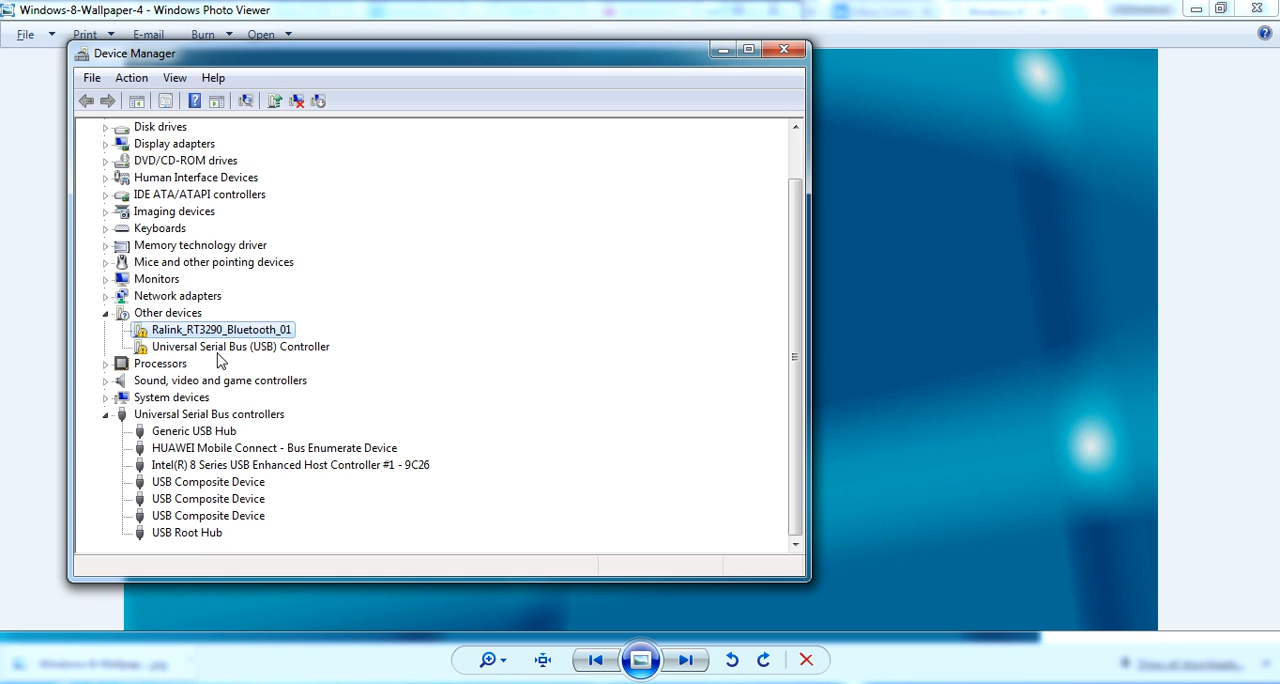 Windows-8-Wallpaper-4 - Windows Photo Viewer
File Print E-mail Burn Open
Device Manager
File Action View Help
Disk drives
Display adapters
DVD/CD-ROM drives
Human Interface Devices
IDE ATA/ATAPI controllers
Imaging devices
Keyboards
Memory technology driver
Mice and other pointing devices
Monitors
Network adapters
Other devices
Ralink_RT3290_Bluetooth_01
Universal Serial Bus (USB) Controller
Processors
Sound, video and game controllers
System devices
Universal Serial Bus controllers
Generic USB Hub
HUAWEI Mobile Connect - Bus Enumerate Device
Intel(R) 8 Series USB Enhanced Host Controller #1 - 9C26
USB Composite Device
USB Composite Device
USB Composite Device
USB Root Hub